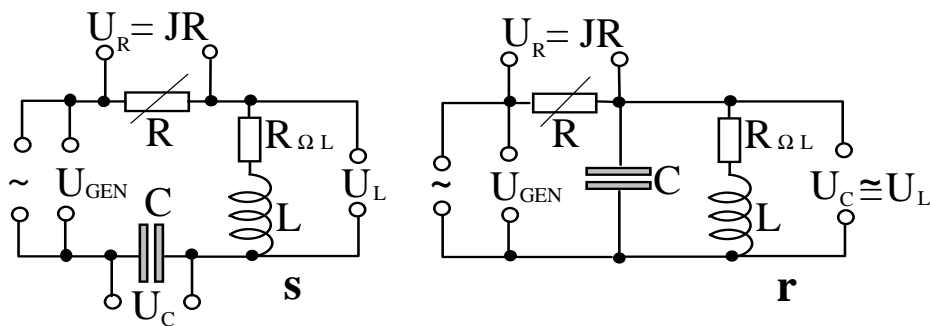 U_R = JR
R
R_Ω L
~
U_GEN
C
L
U_L
U_C
s
U_R = JR
R
R_Ω L
~
U_GEN
C
L
U_C ≅ U_L
r